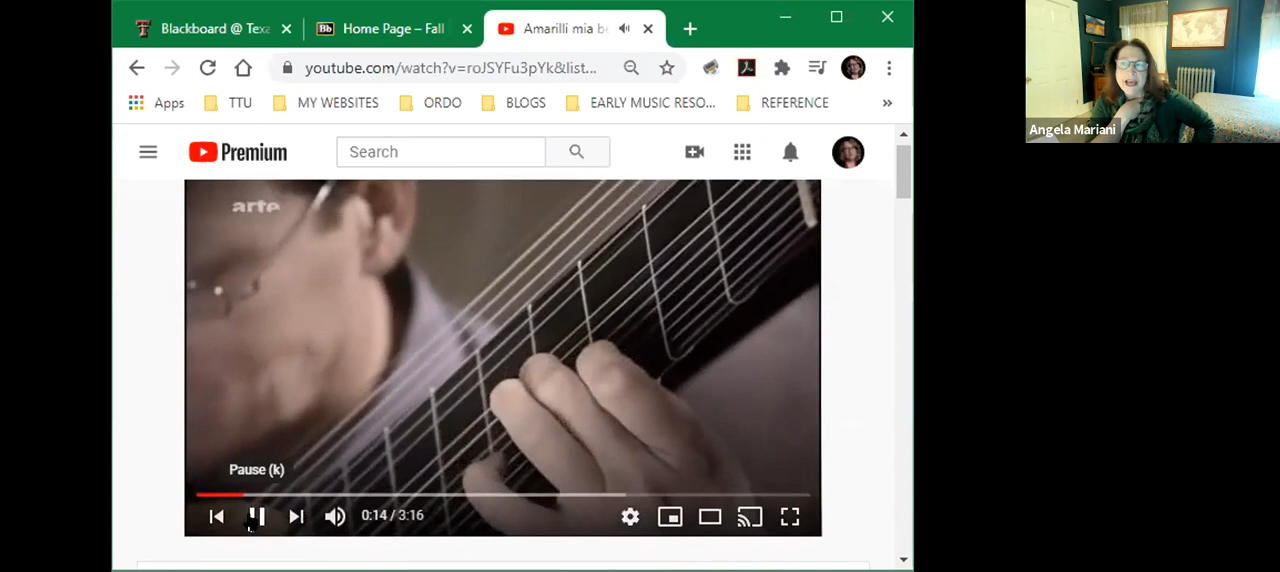 Blackboard @ Texa
Home Page – Fall
Amarilli mia be
youtube.com/watch?v=roJSYFu3pYk&list...
Apps TTU MY WEBSITES ORDO BLOGS EARLY MUSIC RESO... REFERENCE »
Premium
Search
arte
Pause (k)
0:14 / 3:16
Angela Mariani